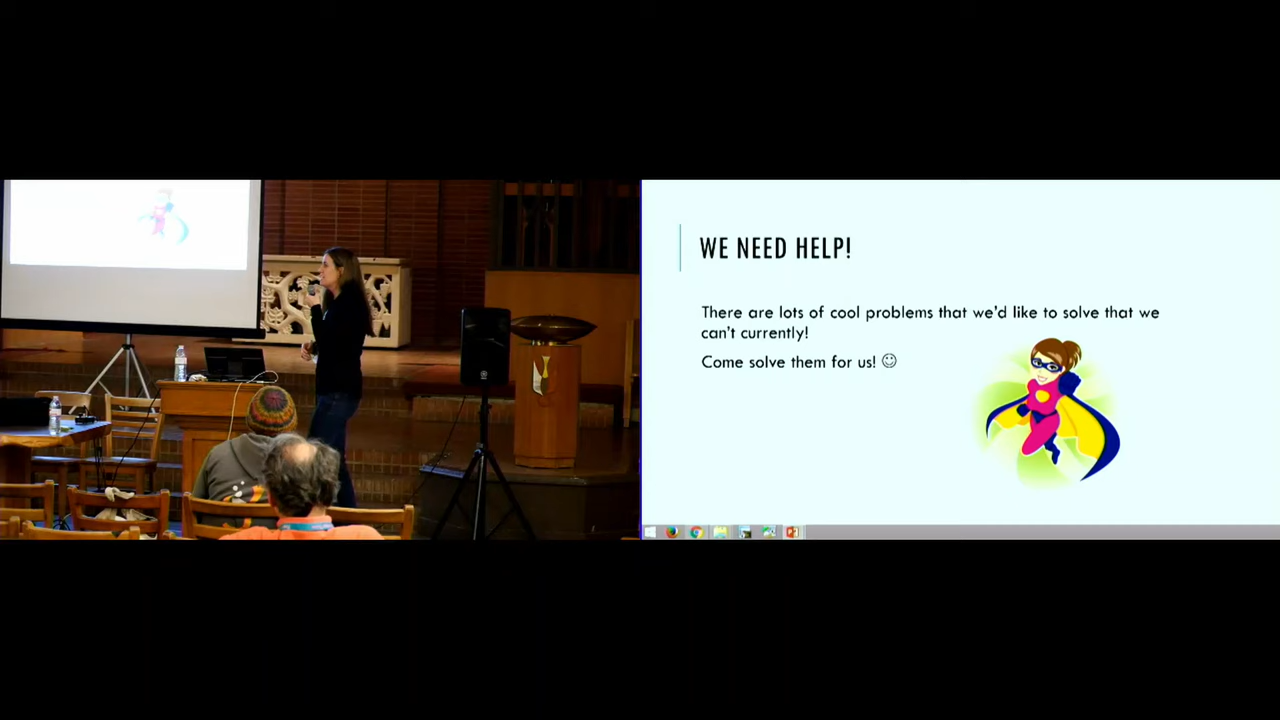 WE NEED HELP!
There are lots of cool problems that we'd like to solve that we
can't currently!
Come solve them for us! ☺